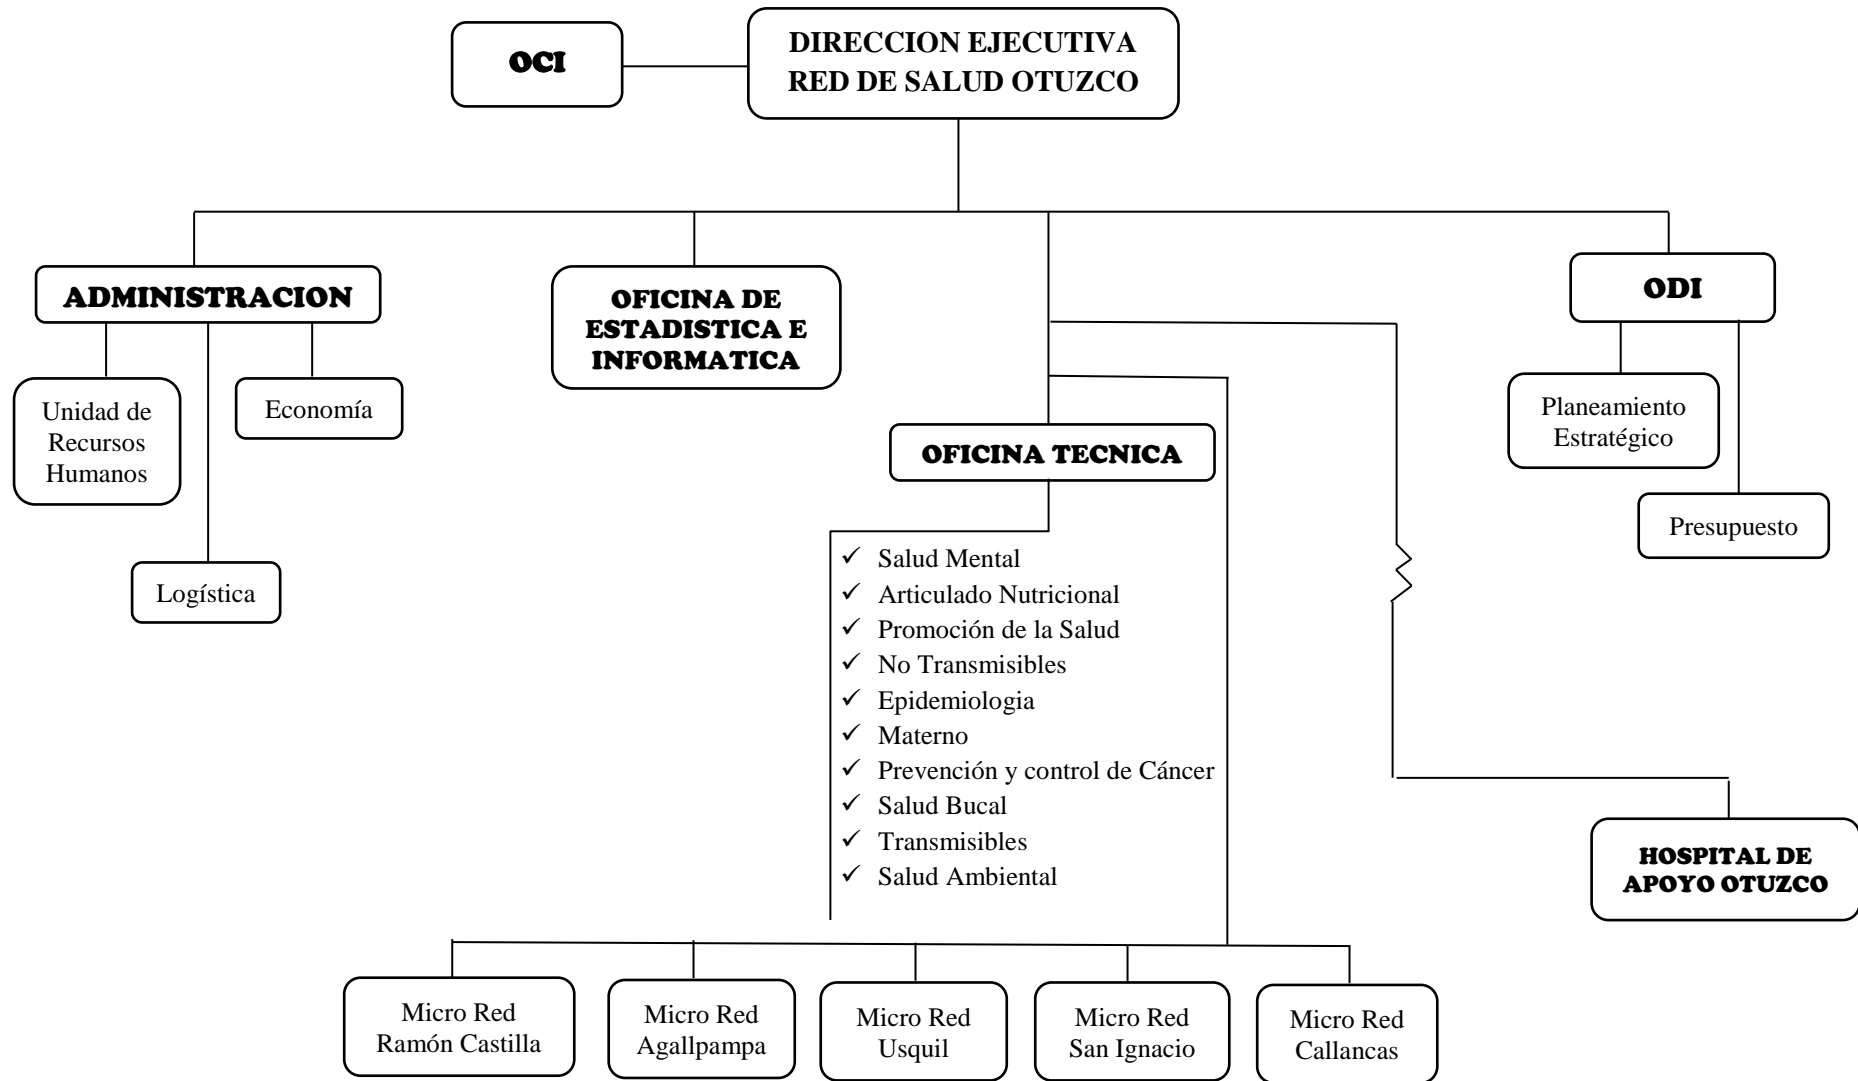 OCI
DIRECCION EJECUTIVA
RED DE SALUD OTUZCO
ADMINISTRACION
OFICINA DE
ESTADISTICA E
INFORMATICA
ODI
Unidad de
Recursos
Humanos
Economía
Logística
OFICINA TECNICA
Planeamiento
Estratégico
Presupuesto
✓ Salud Mental
✓ Articulado Nutricional
✓ Promoción de la Salud
✓ No Transmisibles
✓ Epidemiologia
✓ Materno
✓ Prevención y control de Cáncer
✓ Salud Bucal
✓ Transmisibles
✓ Salud Ambiental
HOSPITAL DE
APOYO OTUZCO
Micro Red
Ramón Castilla
Micro Red
Agallpampa
Micro Red
Usquil
Micro Red
San Ignacio
Micro Red
Callancas